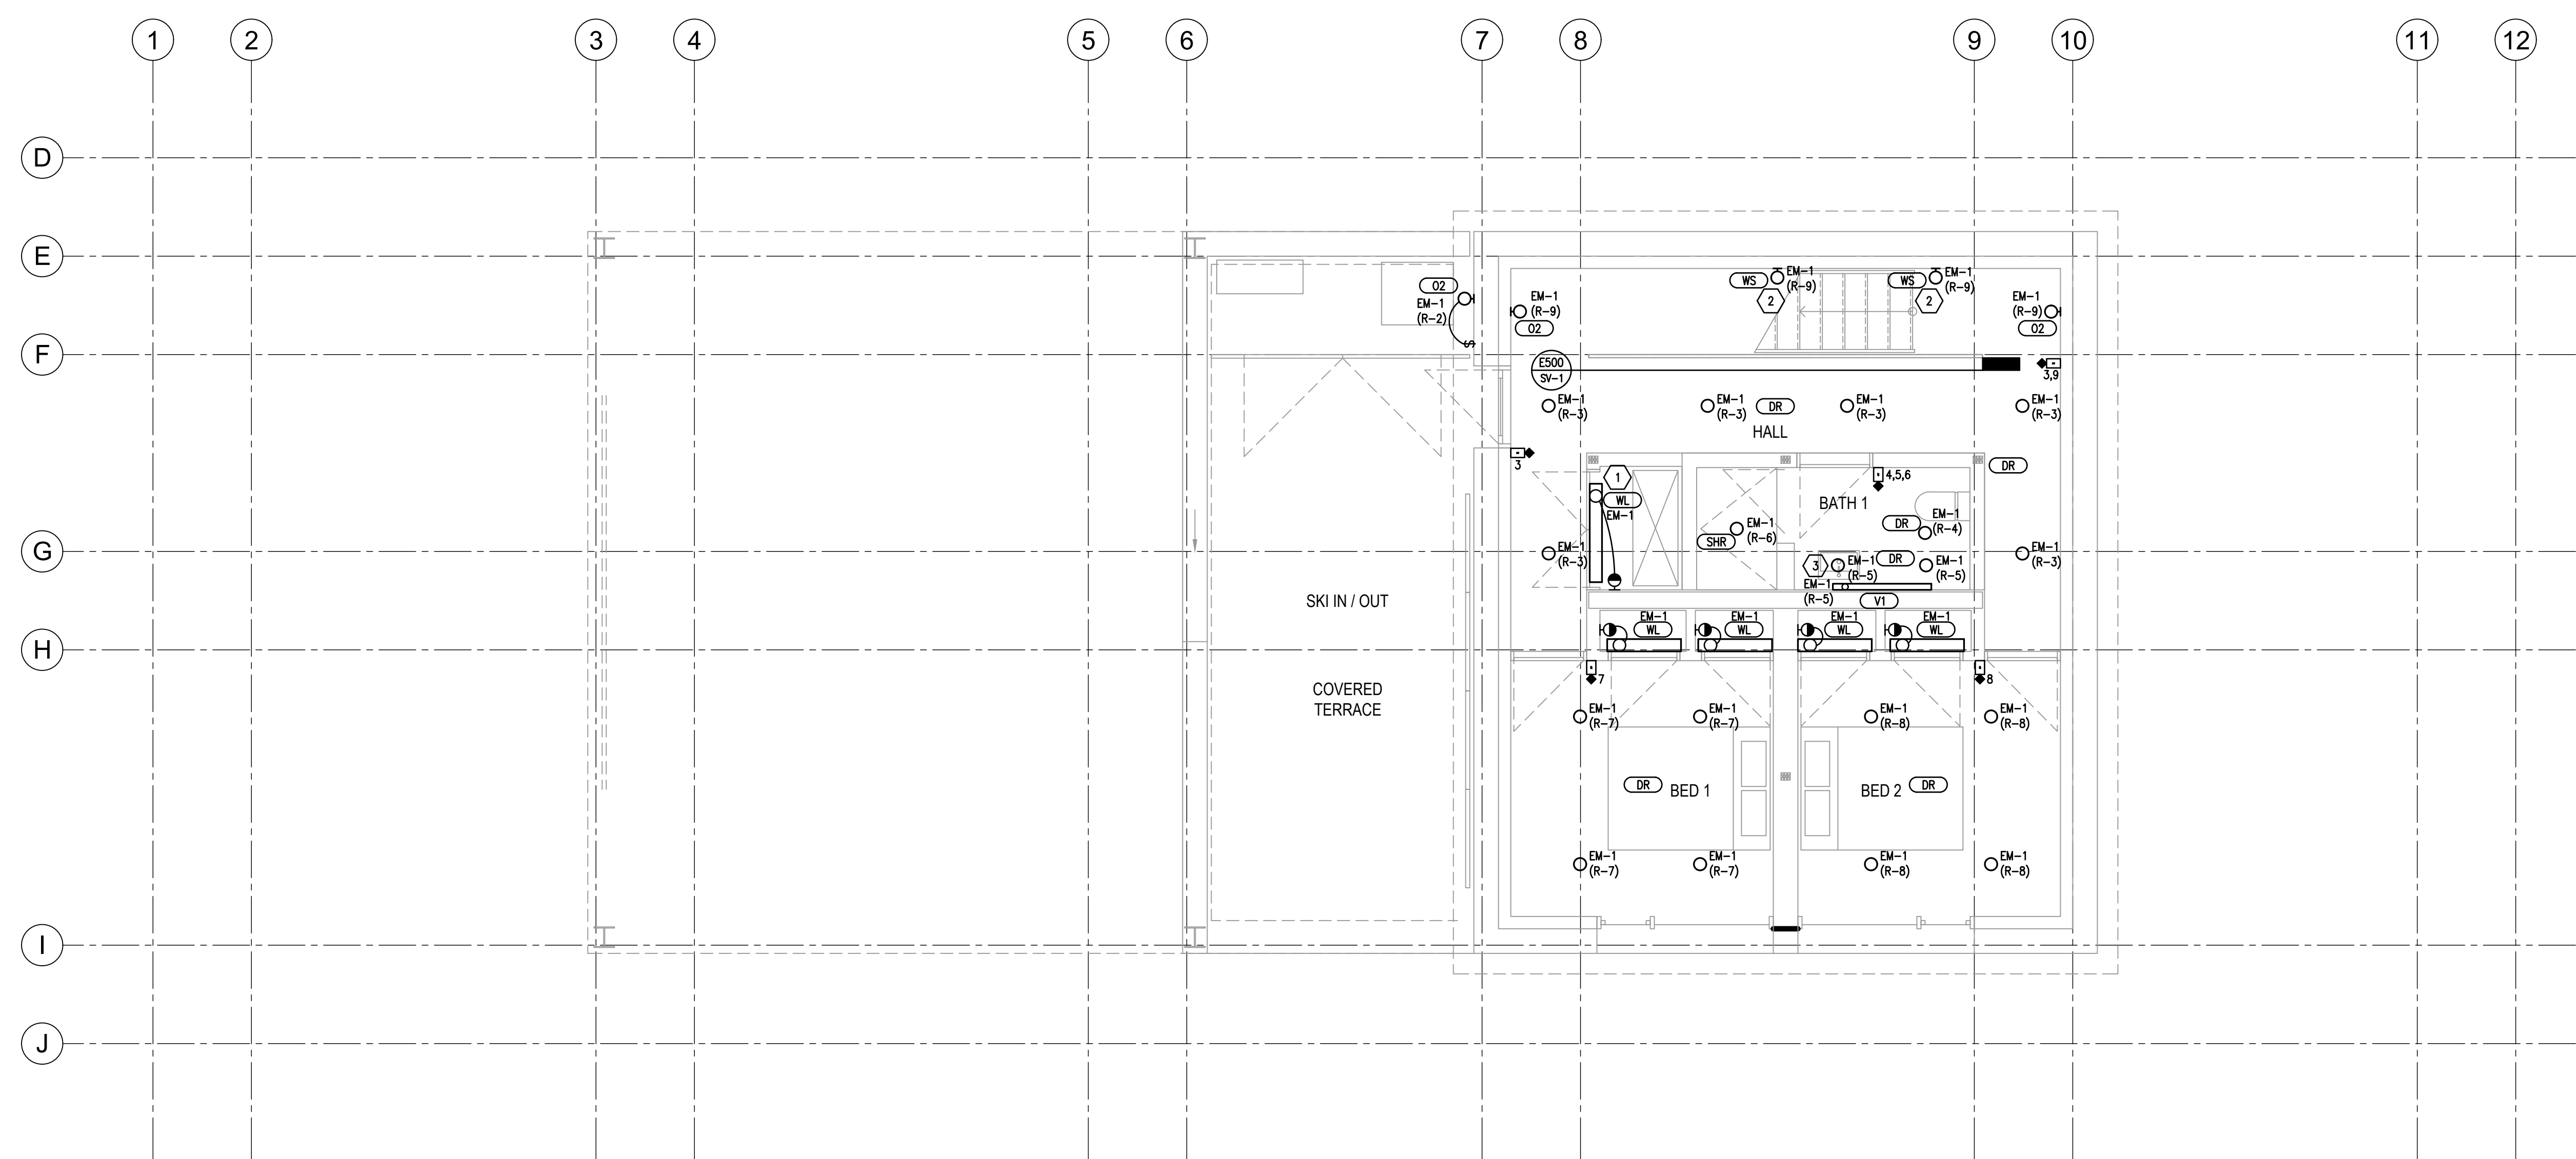 1 2 3 4 5 6 7 8 9 10 11 12
D
E
F
G
H
I
J
O2
EM-1
(R-2)
S
EM-1
(R-9)
O2
WS
EM-1
(R-9)
2
WS
EM-1
(R-9)
2
EM-1
(R-9)
O2
E500
SV-1
3,9
EM-1
(R-3)
EM-1
(R-3)
DR
EM-1
(R-3)
EM-1
(R-3)
HALL
3
DR
1
WL
EM-1
4,5,6
BATH 1
EM-1
(R-4)
DR
EM-1
(R-6)
SHR
EM-1
(R-3)
EM-1
(R-3)
3
EM-1
(R-5)
DR
EM-1
(R-5)
EM-1
(R-5)
V1
SKI IN / OUT
EM-1
WL
EM-1
WL
EM-1
WL
EM-1
WL
7
8
COVERED
TERRACE
EM-1
(R-7)
EM-1
(R-7)
EM-1
(R-8)
EM-1
(R-8)
DR
BED 1
BED 2
DR
EM-1
(R-7)
EM-1
(R-7)
EM-1
(R-8)
EM-1
(R-8)